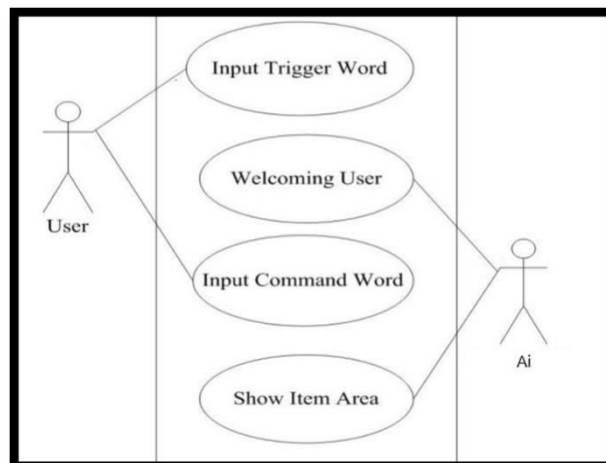 Input Trigger Word
Welcoming User
User
Input Command Word
Ai
Show Item Area